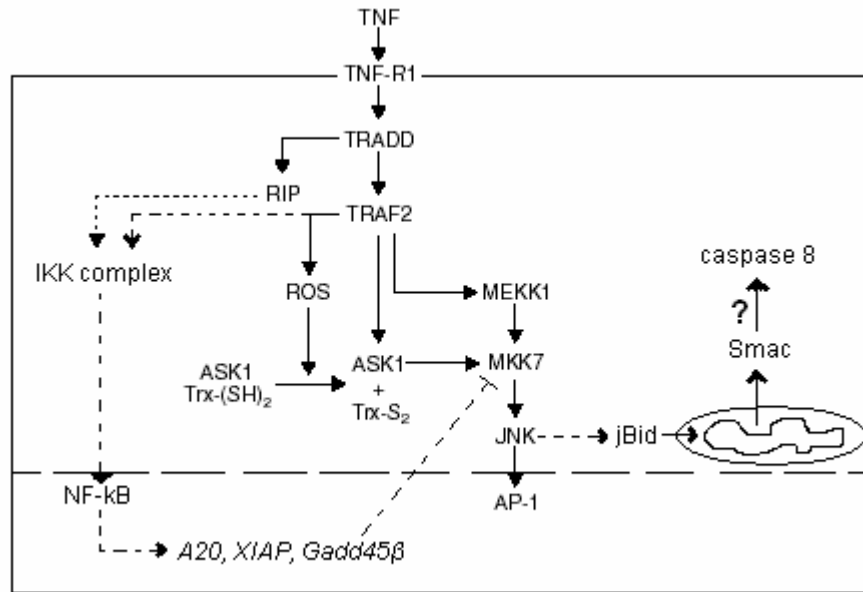 TNF
TNF-R1
TRADD
RIP
TRAF2
IKK complex
ROS
MEKK1
caspase 8
?
Smac
ASK1
Trx-(SH)₂
ASK1
+
Trx-S₂
MKK7
JNK
jBid
NF-kB
AP-1
A20, XIAP, Gadd45β